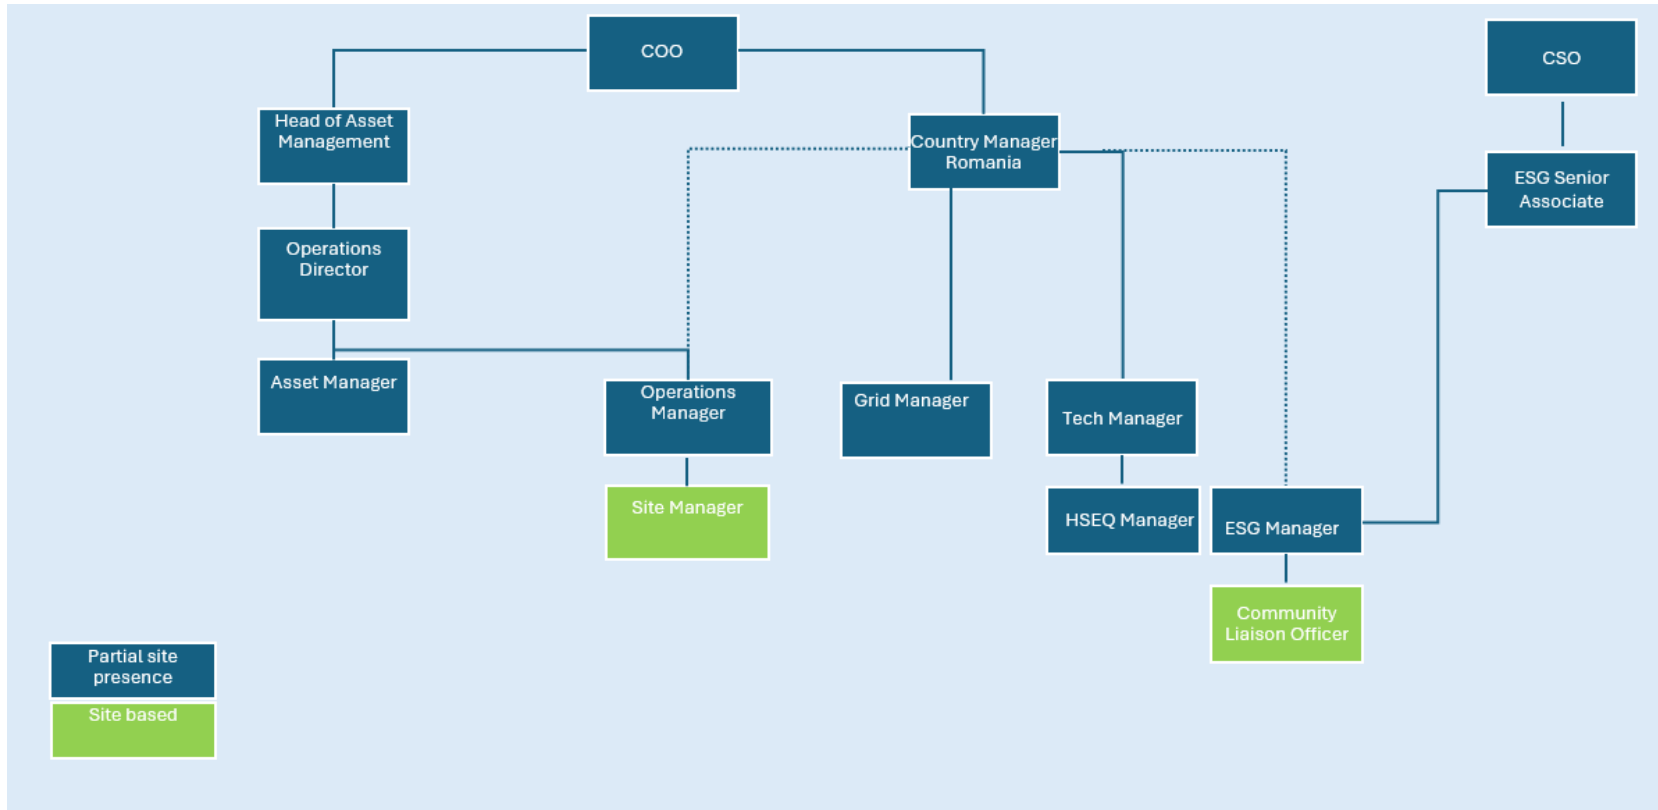 COO
CSO
Head of Asset
Management
Country Manager
Romania
ESG Senior
Associate
Operations
Director
Asset Manager
Operations
Manager
Grid Manager
Tech Manager
Site Manager
HSEQ Manager
ESG Manager
Community
Liaison Officer
Partial site
presence
Site based